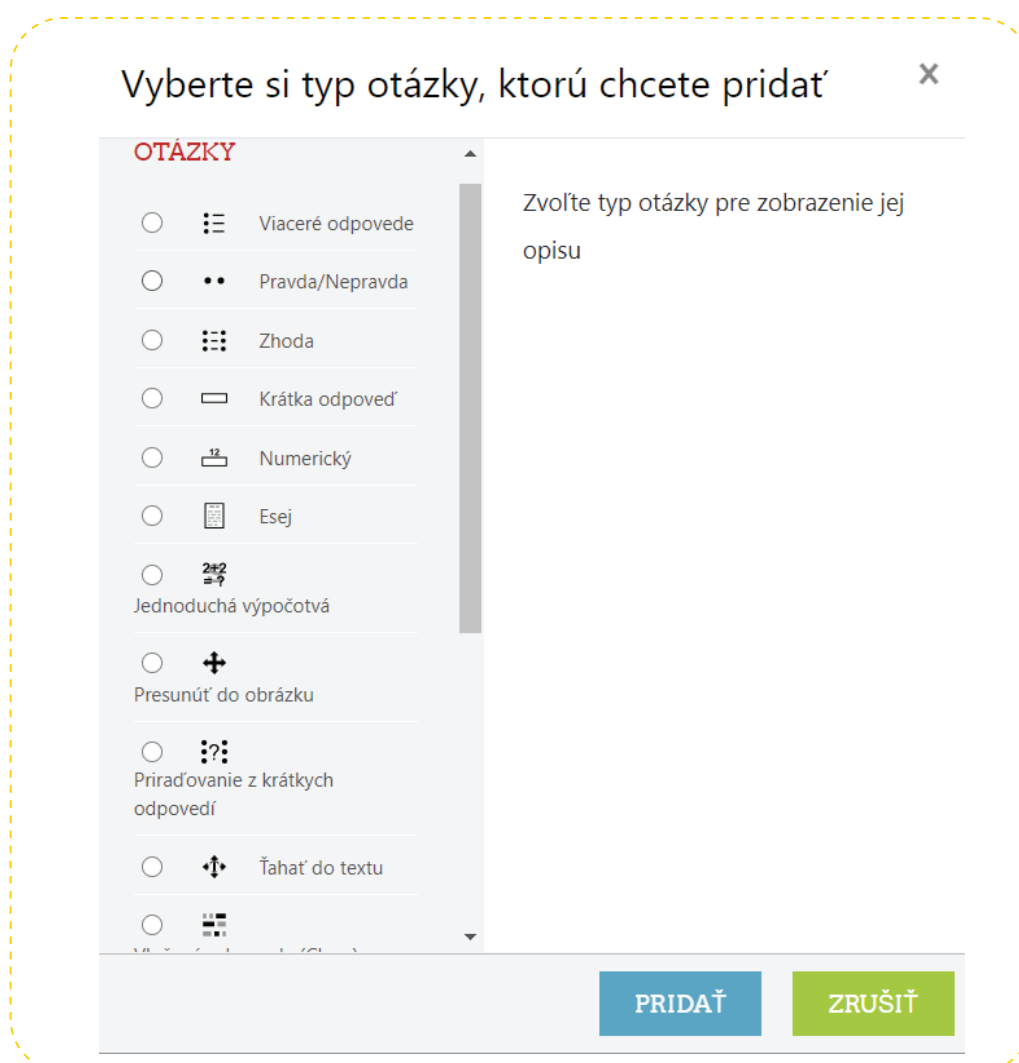 Vyberte si typ otázky, ktorú chcete pridať
×
OTÁZKY
Viaceré odpovede
Pravda/Nepravda
Zhoda
Krátka odpoveď
12
Numerický
Esej
2+2
=?
Jednoduchá výpočotvá
Presunúť do obrázku
?
Priraďovanie z krátkych
odpovedí
Ťahať do textu
Zvoľte typ otázky pre zobrazenie jej
opisu
PRIDAŤ
ZRUŠIŤ